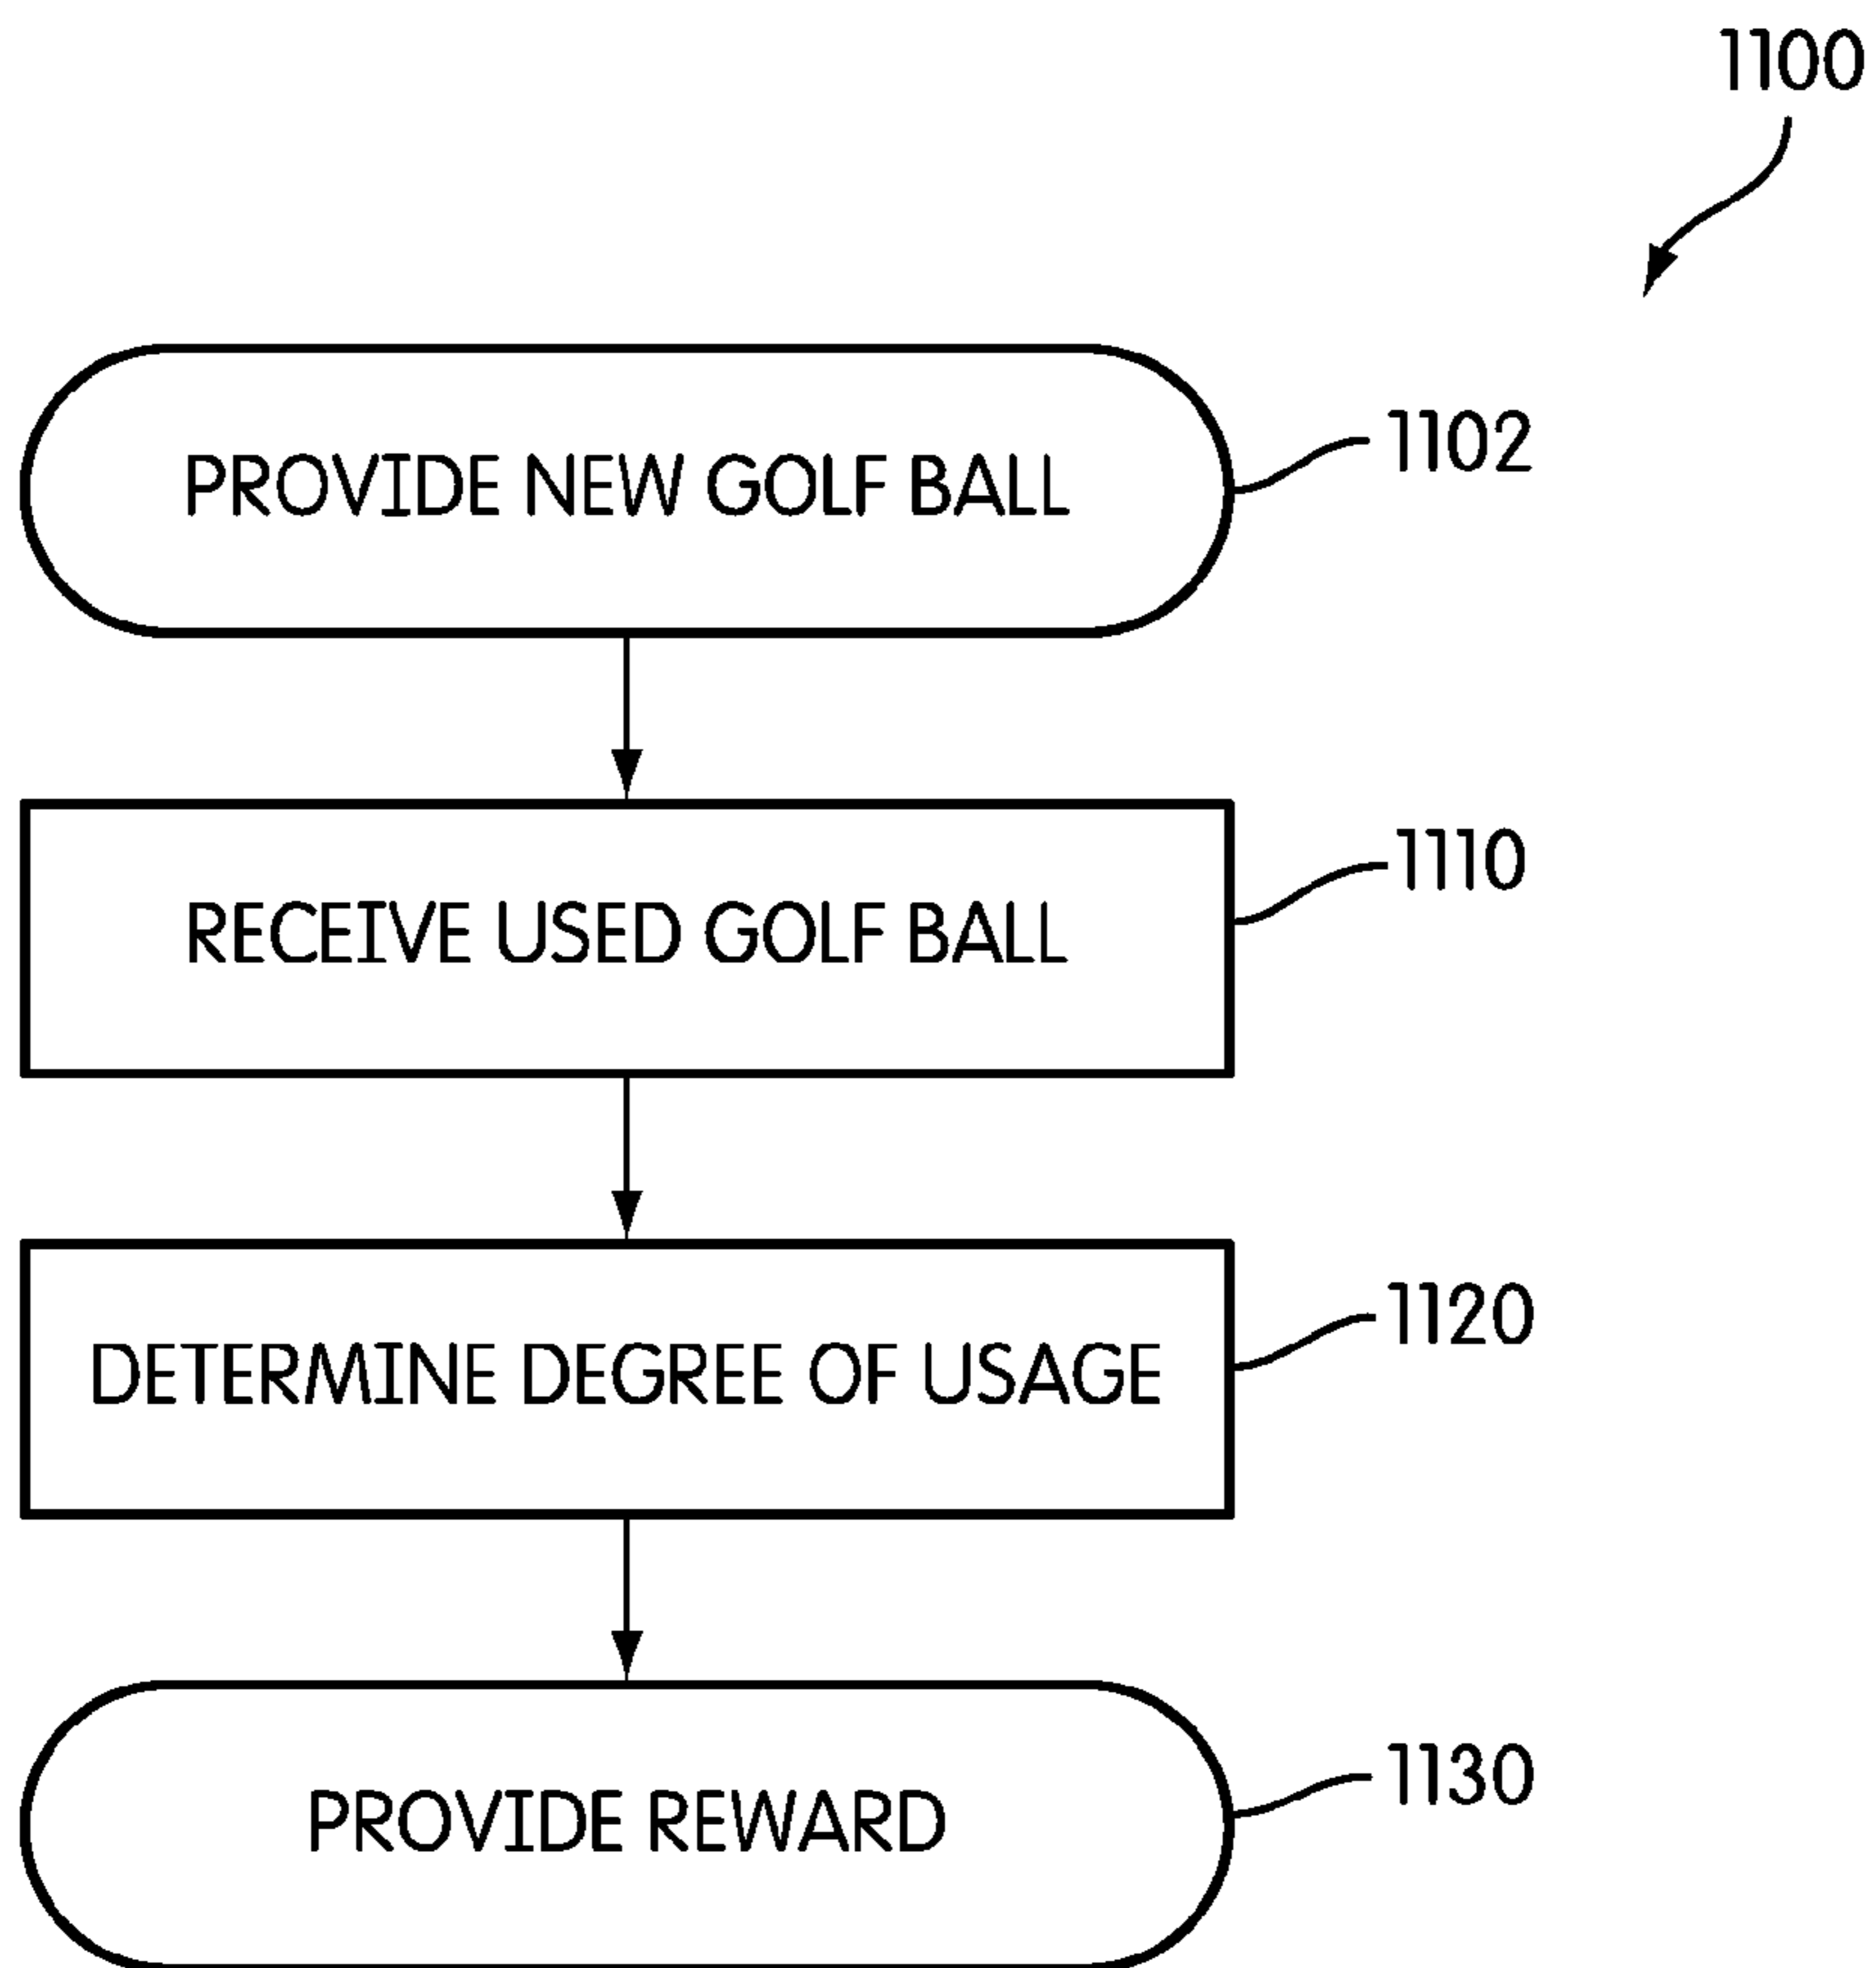 1100
PROVIDE NEW GOLF BALL
1102
RECEIVE USED GOLF BALL
1110
DETERMINE DEGREE OF USAGE
1120
PROVIDE REWARD
1130